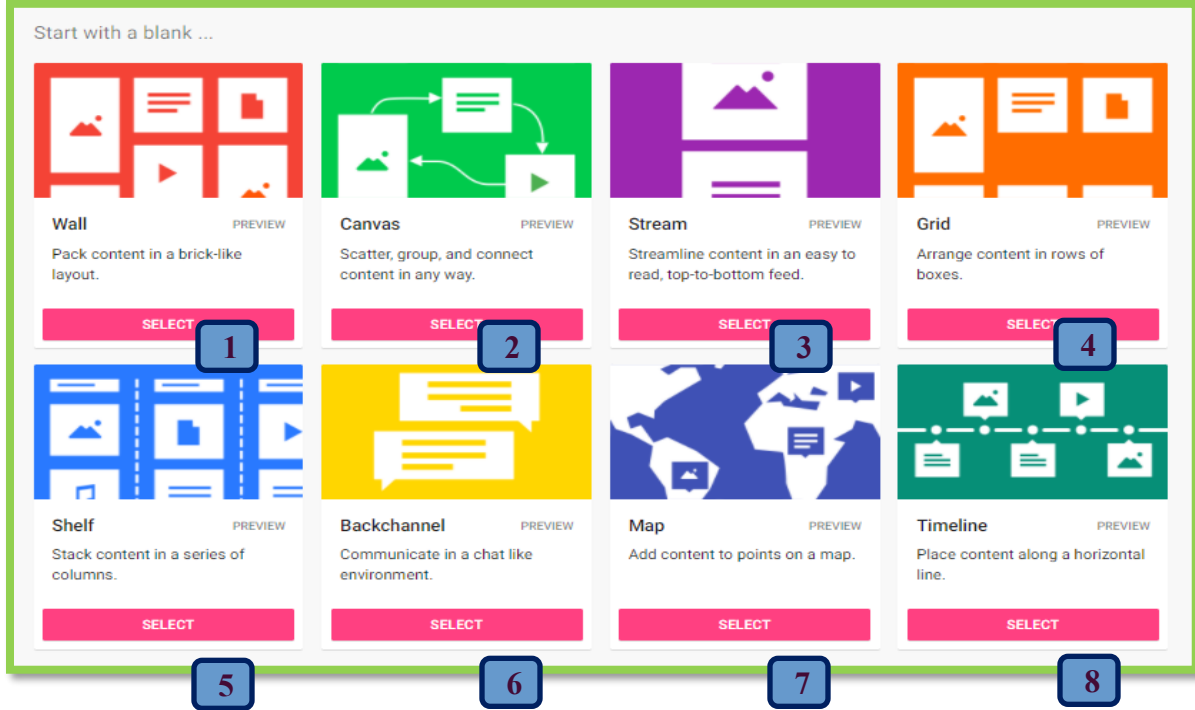 Start with a blank ...
Wall PREVIEW
Pack content in a brick-like
layout.
SELECT
1
Canvas PREVIEW
Scatter, group, and connect
content in any way.
SELECT
2
Stream PREVIEW
Streamline content in an easy to
read, top-to-bottom feed.
SELECT
3
Grid PREVIEW
Arrange content in rows of
boxes.
SELECT
4
Shelf PREVIEW
Stack content in a series of
columns.
SELECT
5
Backchannel PREVIEW
Communicate in a chat like
environment.
SELECT
6
Map PREVIEW
Add content to points on a map.
SELECT
7
Timeline PREVIEW
Place content along a horizontal
line.
SELECT
8